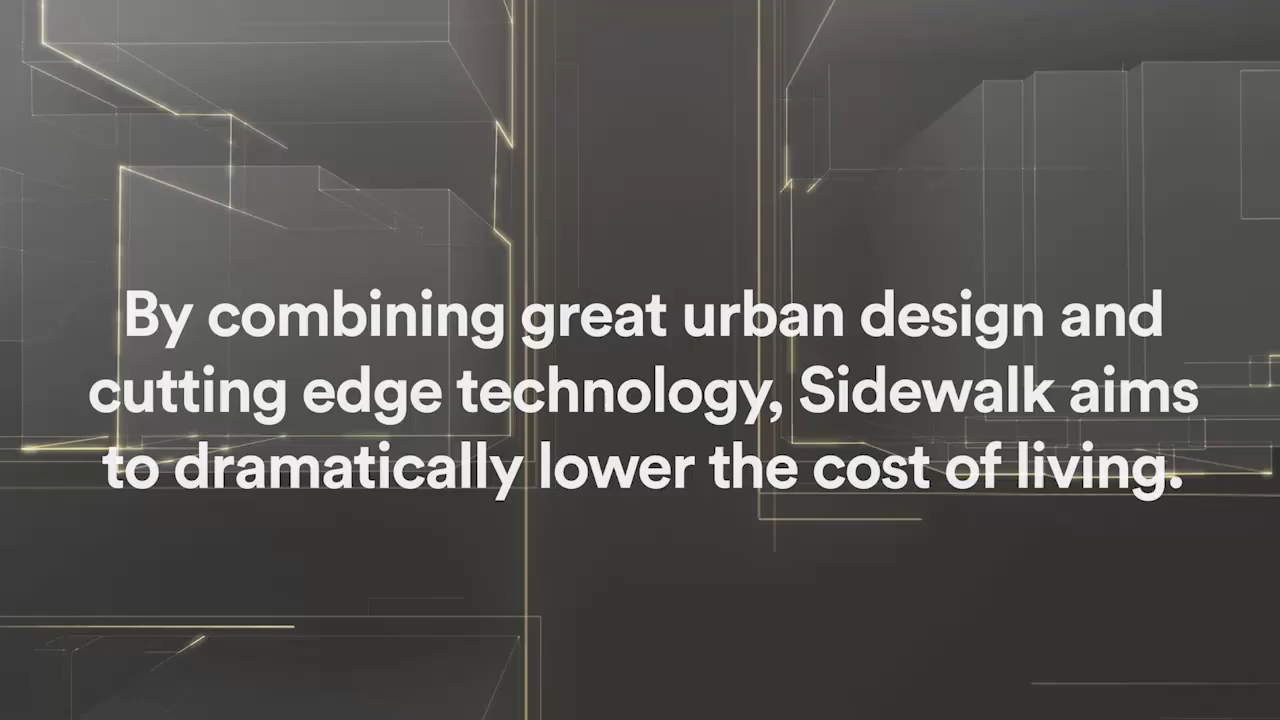 By combining great urban design and
cutting edge technology, Sidewalk aims
to dramatically lower the cost of living.